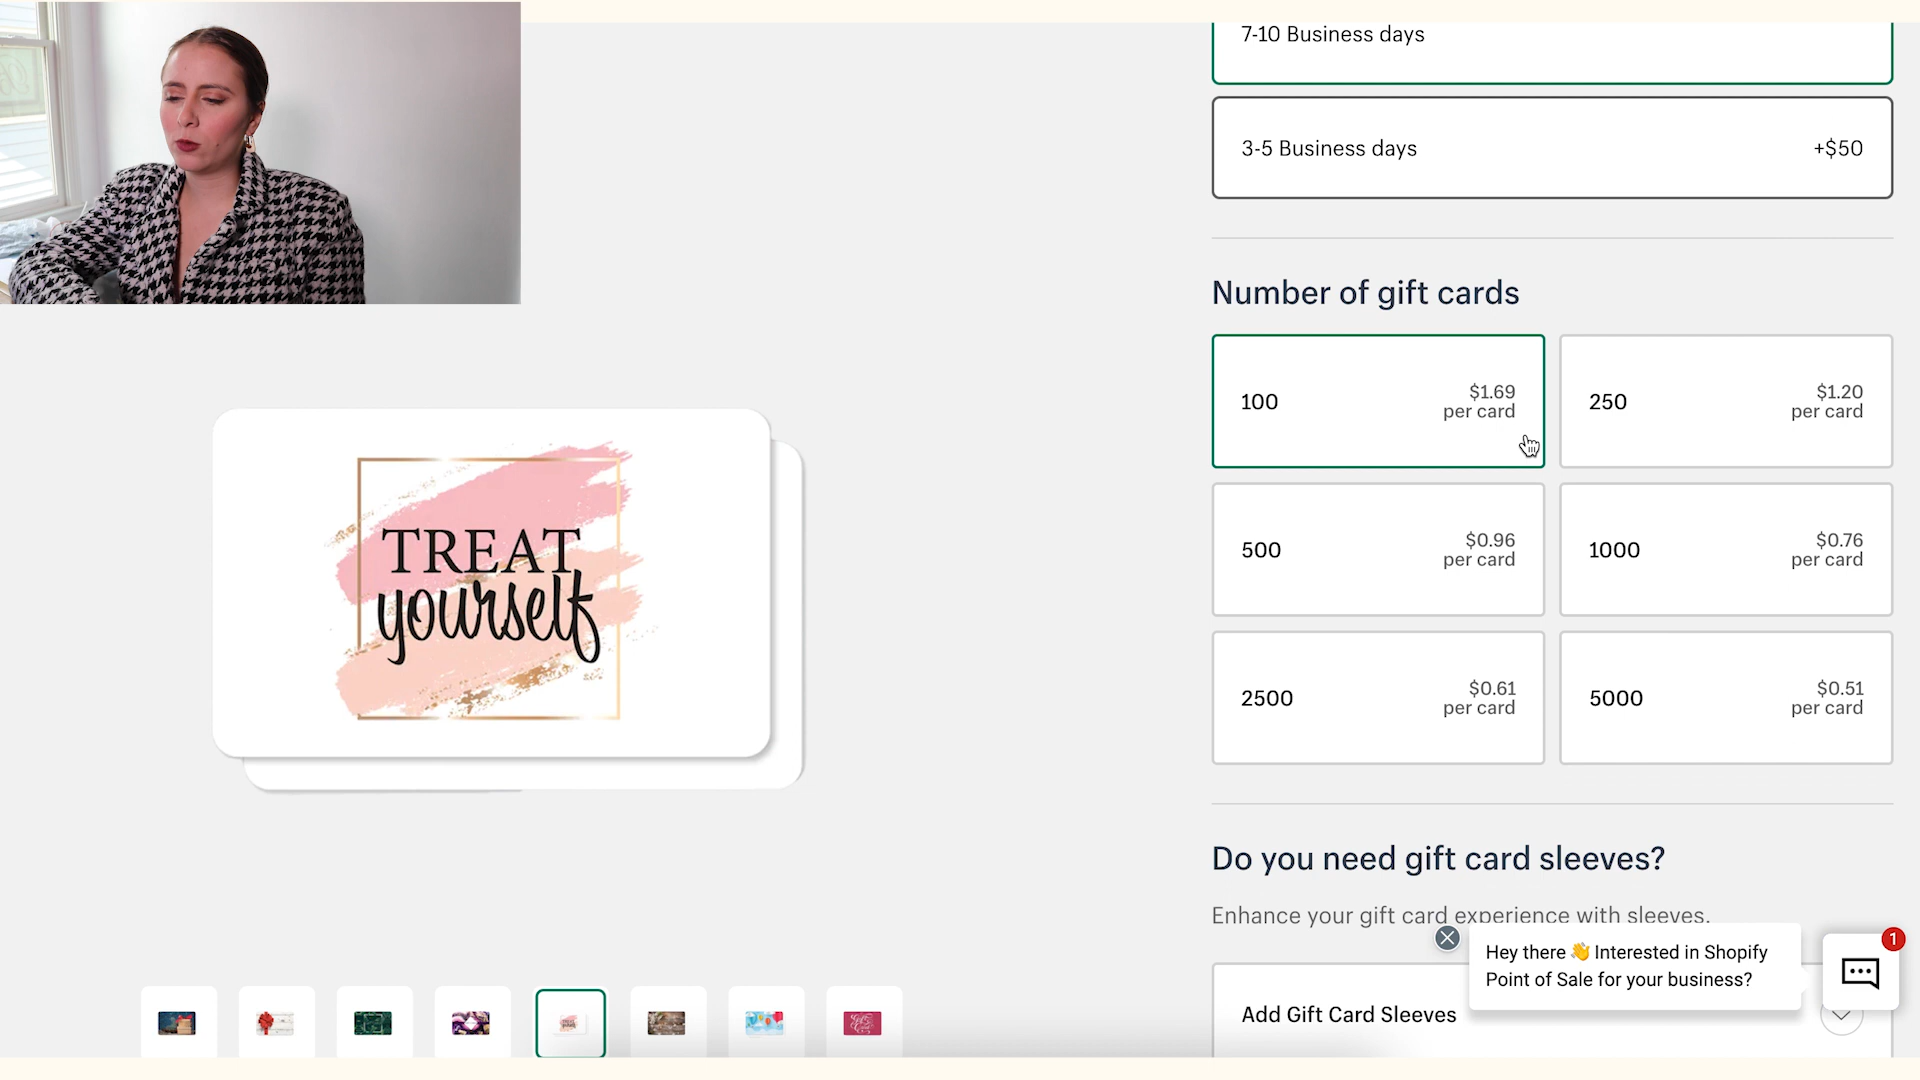 7-10 Business days
3-5 Business days
+$50
Number of gift cards
100
$1.69
per card
250
$1.20
per card
500
$0.96
per card
1000
$0.76
per card
2500
$0.61
per card
5000
$0.51
per card
TREAT
yourself
Do you need gift card sleeves?
Enhance your gift card experience with sleeves.
Hey there 👋 Interested in Shopify
Point of Sale for your business?
1
Add Gift Card Sleeves